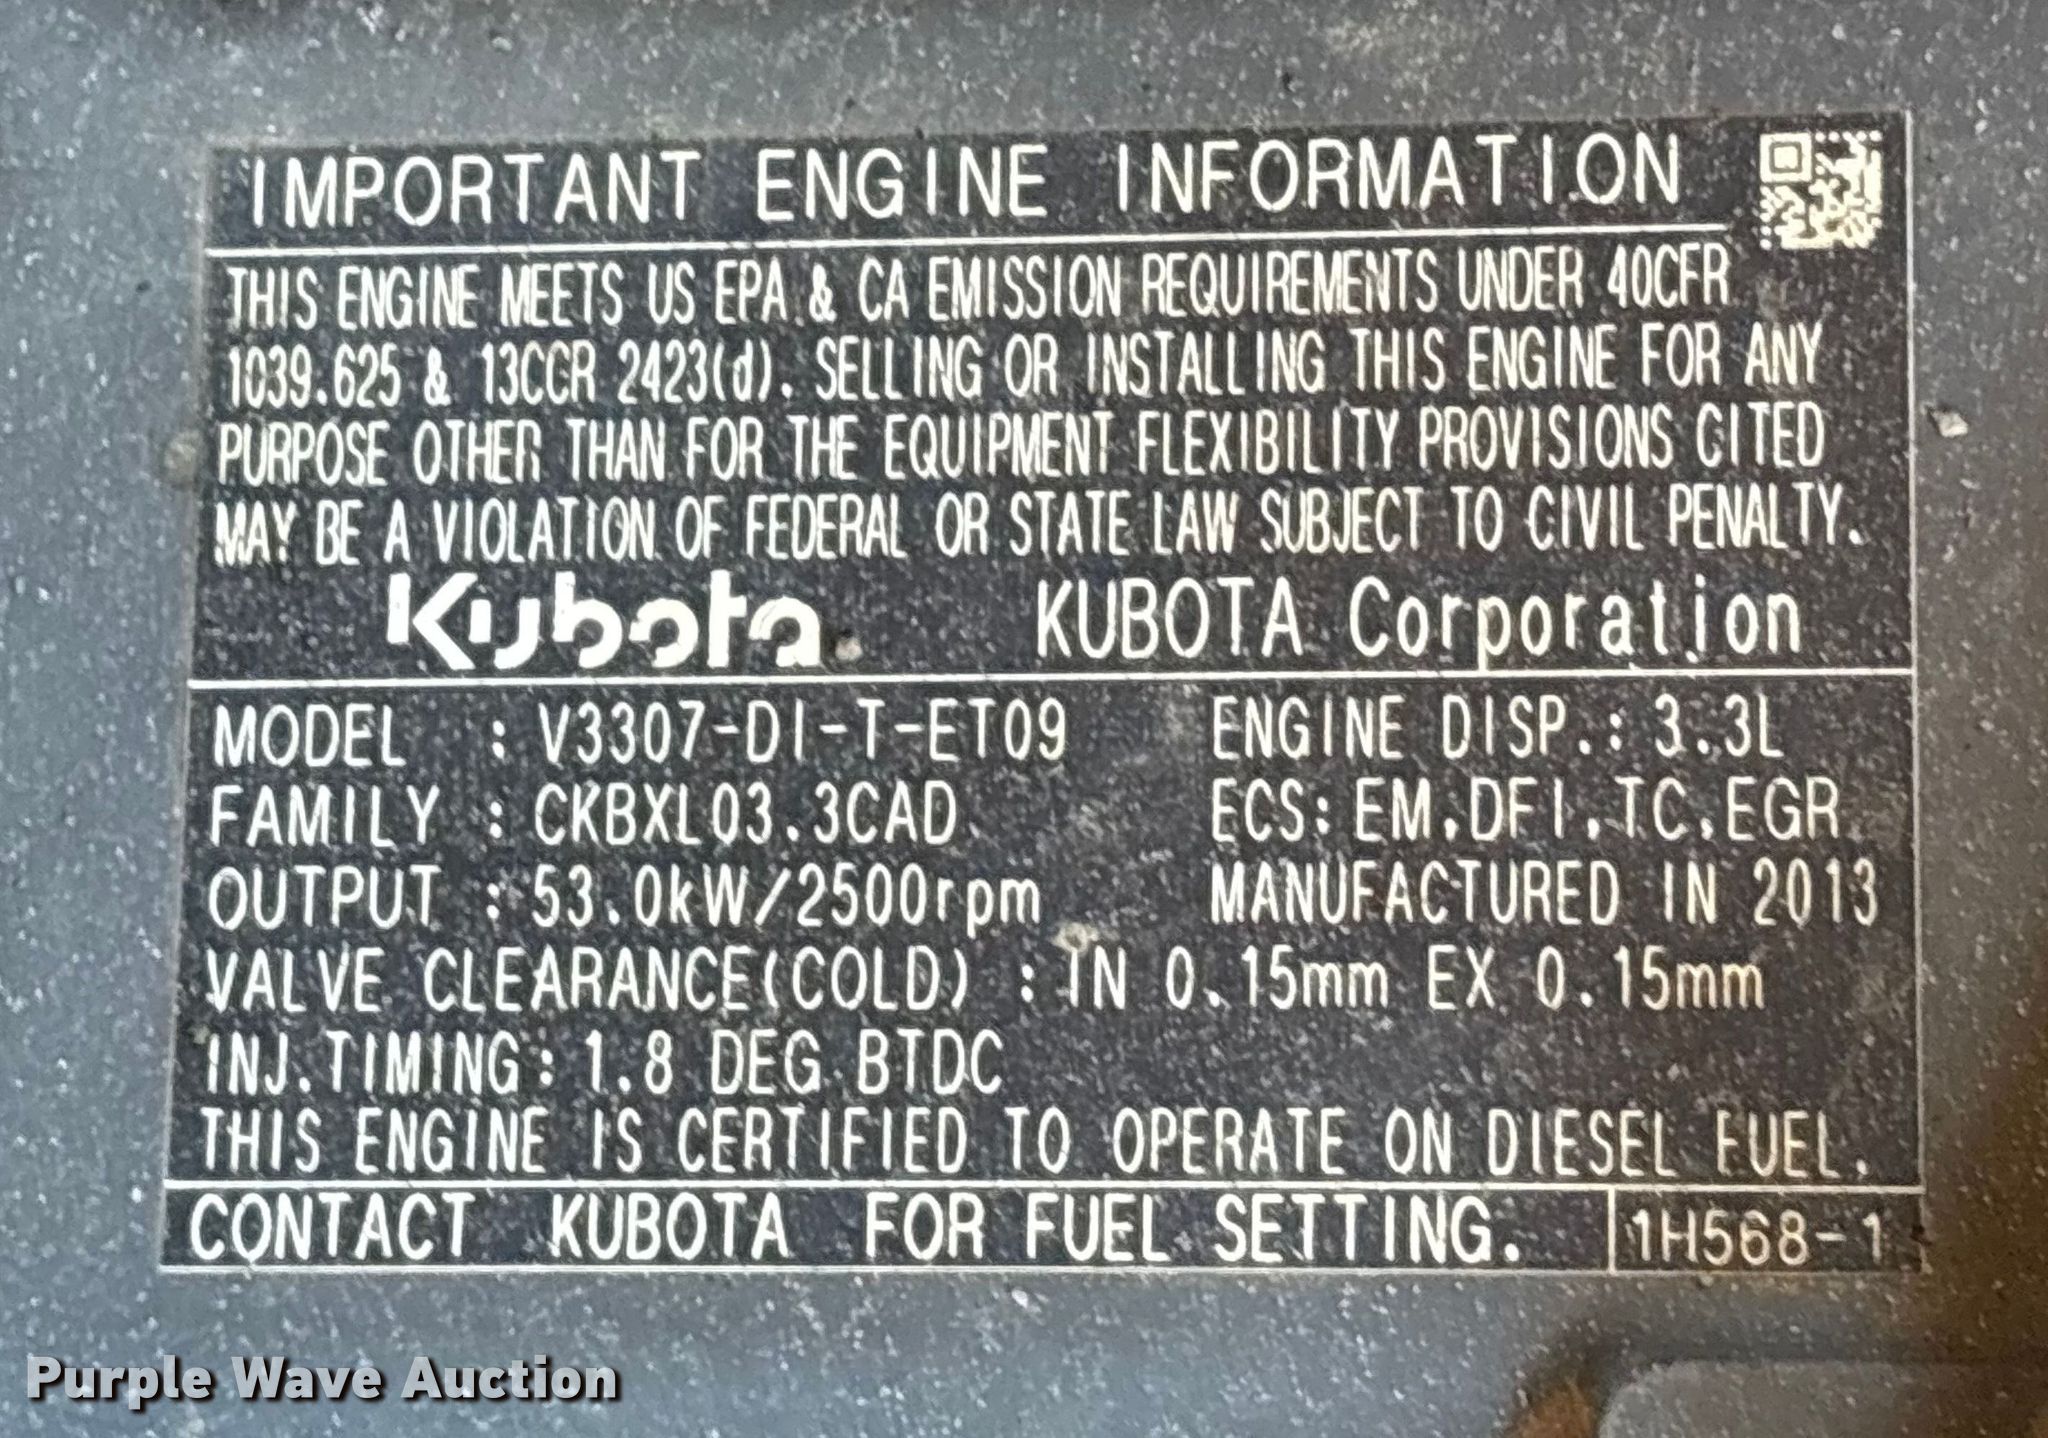 IMPORTANT ENGINE INFORMATION
THIS ENGINE MEETS US EPA & CA EMISSION REQUIREMENTS UNDER 40CFR
1039.625 & 13CCR 2423(d). SELLING OR INSTALLING THIS ENGINE FOR ANY
PURPOSE OTHER THAN FOR THE EQUIPMENT FLEXIBILITY PROVISIONS CITED
MAY BE A VIOLATION OF FEDERAL OR STATE LAW SUBJECT TO CIVIL PENALTY.
Kubota KUBOTA Corporation
MODEL : V3307-DI-T-ET09 ENGINE DISP.: 3.3L
FAMILY : CKBXL03.3CAD ECS: EM,DFI,TC,EGR
OUTPUT : 53.0kW/2500rpm MANUFACTURED IN 2013
VALVE CLEARANCE(COLD) : IN 0.15mm EX 0.15mm
INJ.TIMING: 1.8 DEG BTDC
THIS ENGINE IS CERTIFIED TO OPERATE ON DIESEL FUEL.
CONTACT KUBOTA FOR FUEL SETTING. 1H568-1
Purple Wave Auction